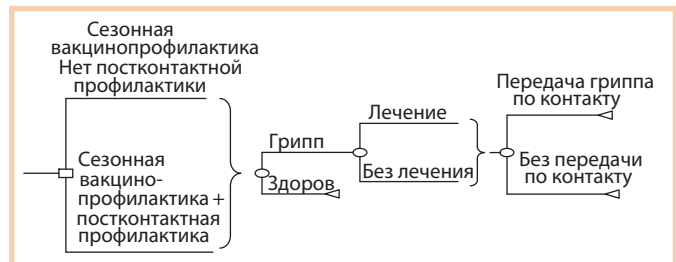 Сезонная
вакцинопрофилактика
Нет постконтактной
профилактики
Сезонная
вакцино-
профилактика +
постконтактная
профилактика
Грипп
Здоров
Лечение
Без лечения
Передача гриппа
по контакту
Без передачи
по контакту